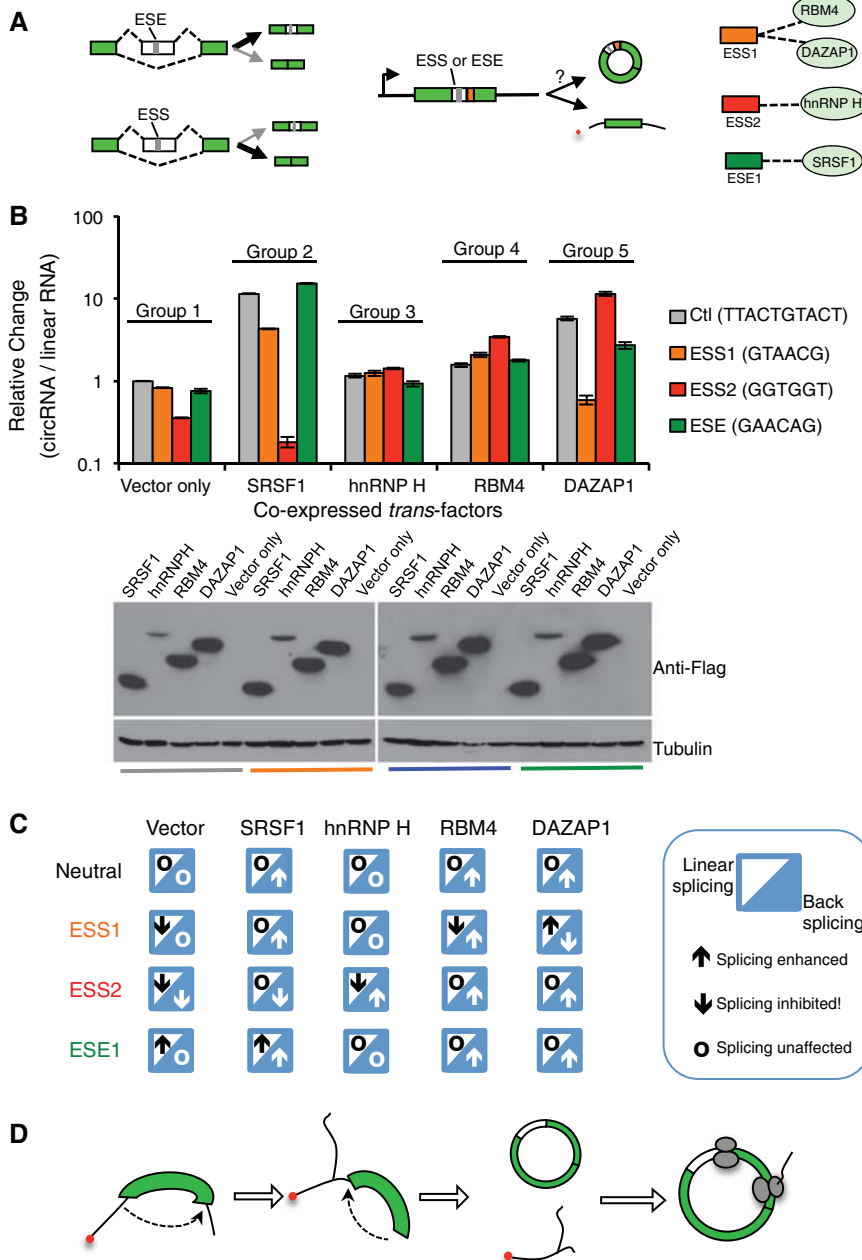 A
ESE
ESS
ESS or ESE
?
RBM4
DAZAP1
ESS1
hnRNP H
ESS2
SRSF1
ESE1
B
Relative Change
(circRNA / linear RNA)
100
10
1
0.1
Group 1
Group 2
Group 3
Group 4
Group 5
Vector only
SRSF1
hnRNP H
RBM4
DAZAP1
Co-expressed trans-factors
Ctl (TTACTGTACT)
ESS1 (GTAACG)
ESS2 (GGTGGT)
ESE (GAACAG)
SRSF1
hnRNPH
RBM4
DAZAP1
Vector only
SRSF1
hnRNPH
RBM4
DAZAP1
Vector only
SRSF1
hnRNPH
RBM4
DAZAP1
Vector only
SRSF1
hnRNPH
RBM4
DAZAP1
Vector only
Anti-Flag
Tubulin
C
Vector SRSF1 hnRNP H RBM4 DAZAP1
Neutral
O O O O O
O O
ESS1
O O
O O
ESS2
O O O
ESE1
O O O
O O
Linear
splicing
Back
splicing
Splicing enhanced
Splicing inhibited!
O Splicing unaffected
D